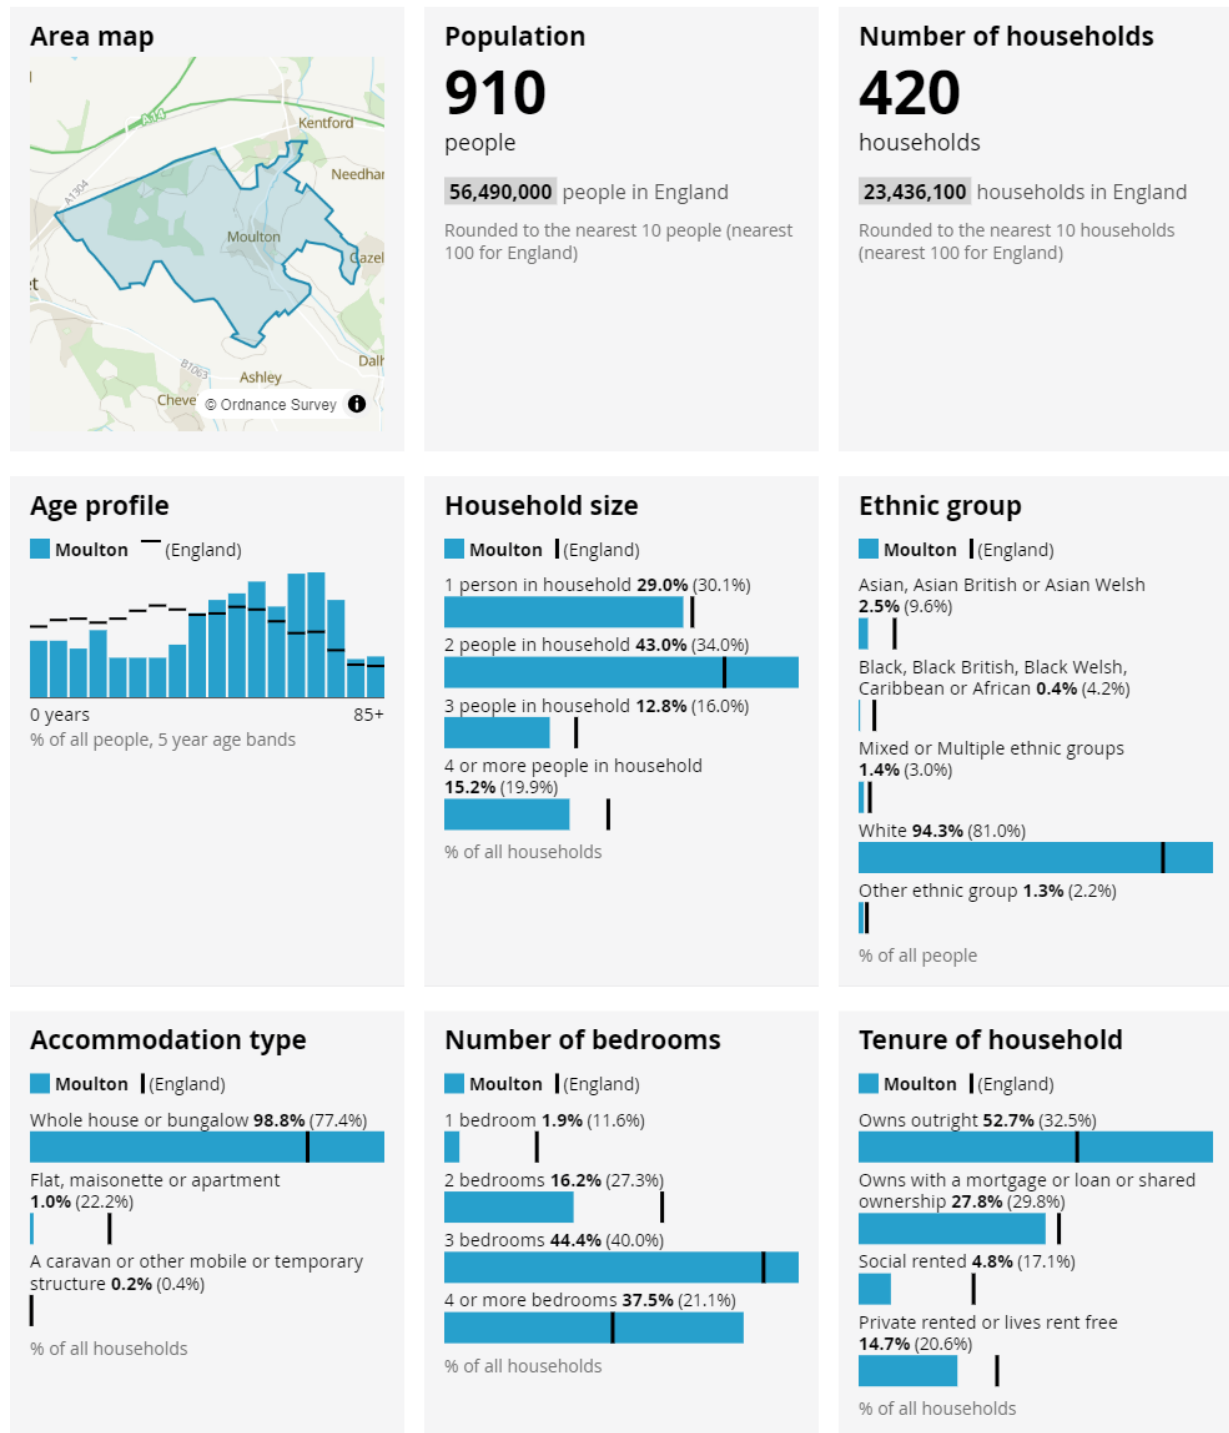 Area map
A14
Kentford
A1304
Needhar
Moulton
Gazel
et
Dalh
B1063
Ashley
Cheve
© Ordnance Survey
Population
910
people
56,490,000 people in England
Rounded to the nearest 10 people (nearest
100 for England)
Number of households
420
households
23,436,100 households in England
Rounded to the nearest 10 households
(nearest 100 for England)
Age profile
Moulton (England)
0 years 85+
% of all people, 5 year age bands
Household size
Moulton (England)
1 person in household 29.0% (30.1%)
2 people in household 43.0% (34.0%)
3 people in household 12.8% (16.0%)
4 or more people in household
15.2% (19.9%)
% of all households
Ethnic group
Moulton (England)
Asian, Asian British or Asian Welsh
2.5% (9.6%)
Black, Black British, Black Welsh,
Caribbean or African 0.4% (4.2%)
Mixed or Multiple ethnic groups
1.4% (3.0%)
White 94.3% (81.0%)
Other ethnic group 1.3% (2.2%)
% of all people
Accommodation type
Moulton (England)
Whole house or bungalow 98.8% (77.4%)
Flat, maisonette or apartment
1.0% (22.2%)
A caravan or other mobile or temporary
structure 0.2% (0.4%)
% of all households
Number of bedrooms
Moulton (England)
1 bedroom 1.9% (11.6%)
2 bedrooms 16.2% (27.3%)
3 bedrooms 44.4% (40.0%)
4 or more bedrooms 37.5% (21.1%)
% of all households
Tenure of household
Moulton (England)
Owns outright 52.7% (32.5%)
Owns with a mortgage or loan or shared
ownership 27.8% (29.8%)
Social rented 4.8% (17.1%)
Private rented or lives rent free
14.7% (20.6%)
% of all households